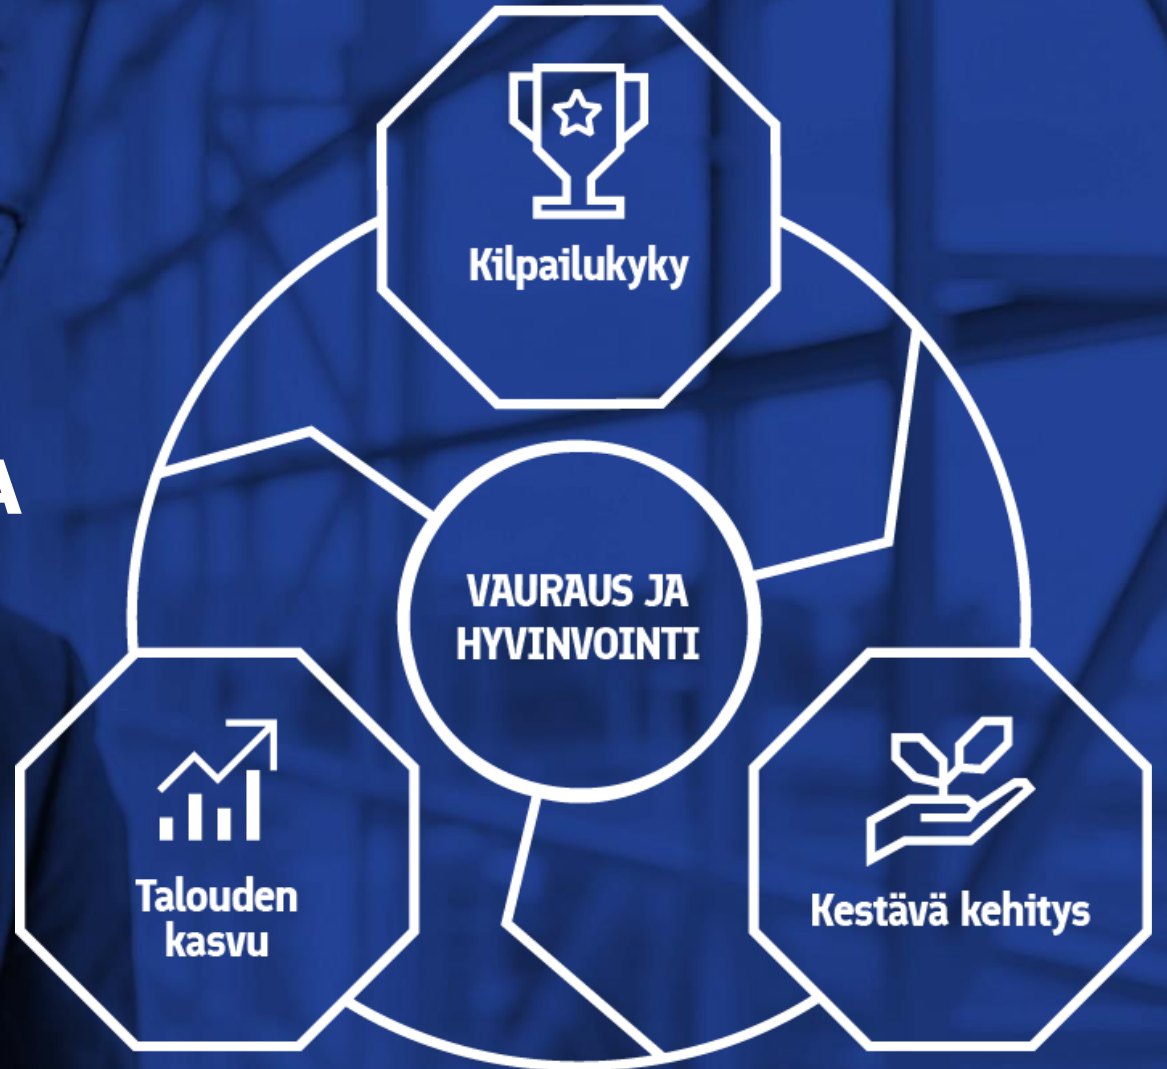 Kilpailukyky
A
VAURAUS JA
HYVINVOINTI
Talouden
kasvu
Kestävä kehitys